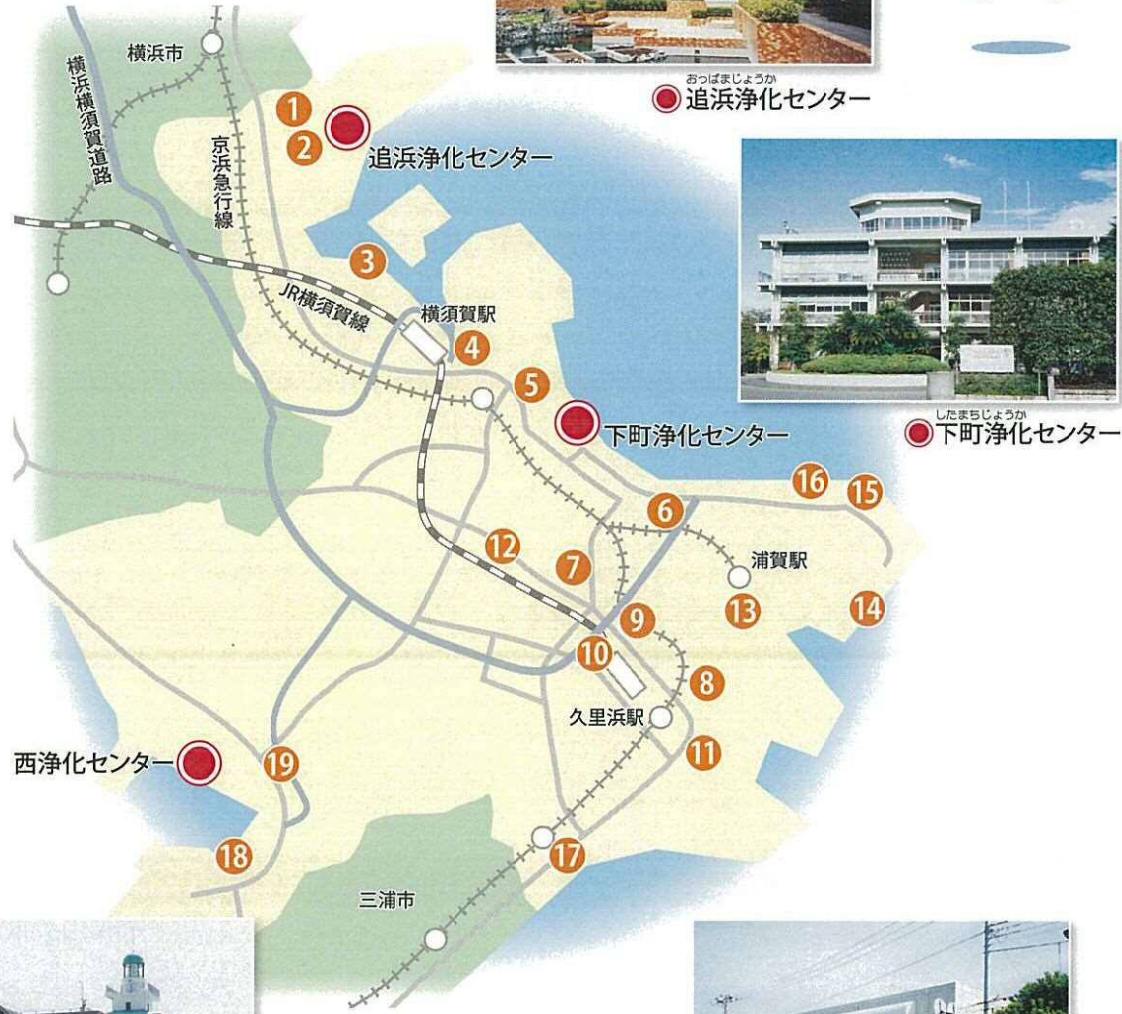 おっぱまじょうか
追浜浄化センター
横浜市
横浜横須賀道路
京浜急行線
1
2
追浜浄化センター
3
JR横須賀線
横須賀駅
4
5
下町浄化センター
したまちじょうか
下町浄化センター
6
16
15
12
7
浦賀駅
13
14
9
10
8
久里浜駅
11
西浄化センター
19
18
17
三浦市